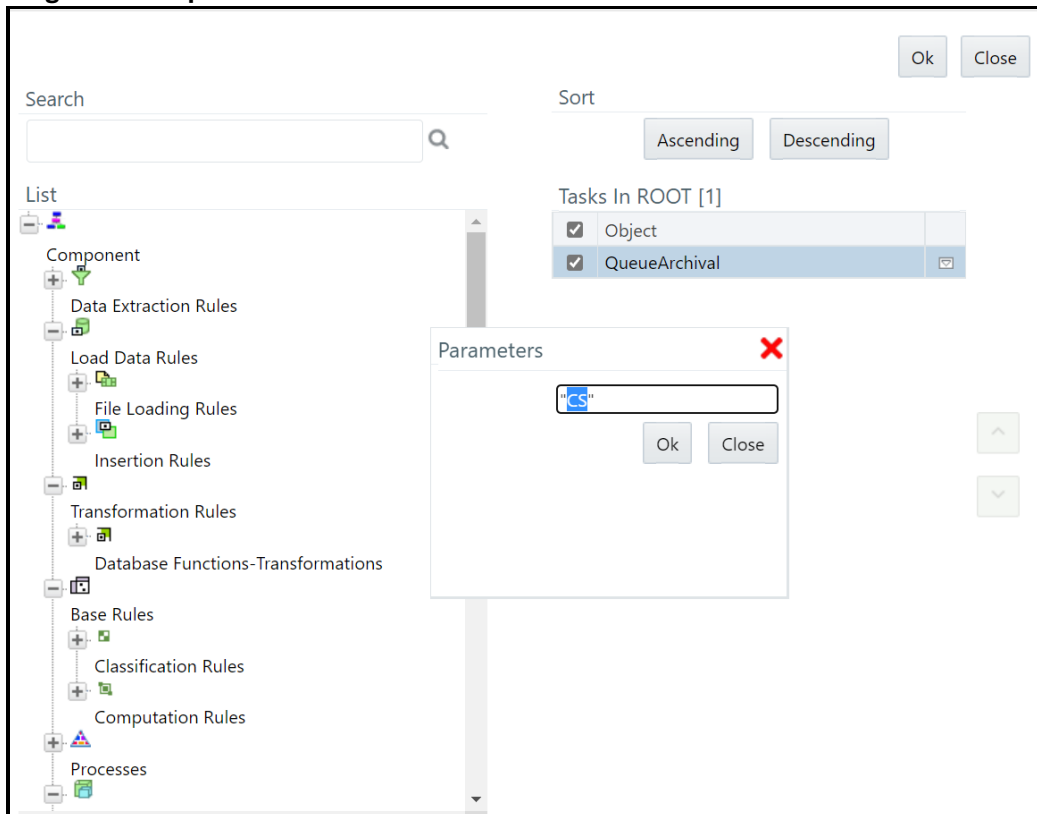 Ok Close
Search
Sort
Ascending Descending
List
Tasks In ROOT [1]
Object
QueueArchival
Component
Data Extraction Rules
Load Data Rules
File Loading Rules
Insertion Rules
Transformation Rules
Database Functions-Transformations
Base Rules
Classification Rules
Computation Rules
Processes
Parameters
"CS"
Ok Close